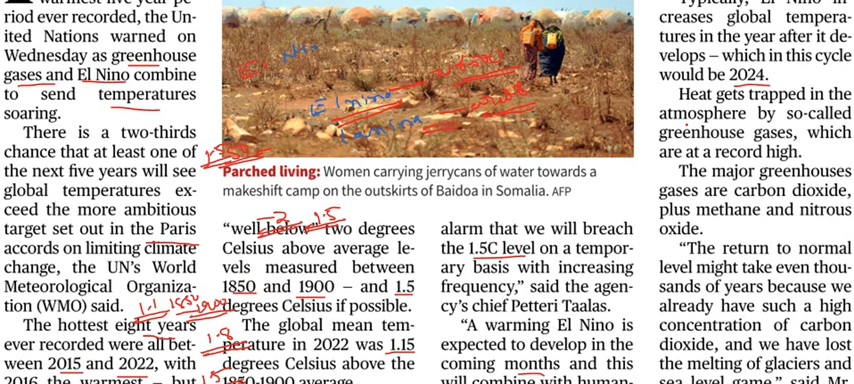 warmest five-year pe-
riod ever recorded, the Un-
ited Nations warned on
Wednesday as greenhouse
gases and El Nino combine
to send temperatures
soaring.
There is a two-thirds
chance that at least one of
the next five years will see
global temperatures ex-
ceed the more ambitious
target set out in the Paris
accords on limiting climate
change, the UN's World
Meteorological Organiza-
tion (WMO) said.
The hottest eight years
ever recorded were all bet-
ween 2015 and 2022, with
2016 the warmest – but
El Nino
El nino
Lanina
Parched living: Women carrying jerrycans of water towards a
makeshift camp on the outskirts of Baidoa in Somalia. AFP
-2 1.5
"well below" two degrees
Celsius above average le-
vels measured between
1850 and 1900 – and 1.5
degrees Celsius if possible.
1.1 1850 1900
The global mean tem-
perature in 2022 was 1.15
degrees Celsius above the
1850-1900 average.
1.8
1.5
alarm that we will breach
the 1.5C level on a tempor-
ary basis with increasing
frequency," said the agen-
cy's chief Petteri Taalas.
"A warming El Nino is
expected to develop in the
coming months and this
will combine with human-
Typically, El Nino in-
creases global tempera-
tures in the year after it de-
velops – which in this cycle
would be 2024.
Heat gets trapped in the
atmosphere by so-called
greenhouse gases, which
are at a record high.
The major greenhouses
gases are carbon dioxide,
plus methane and nitrous
oxide.
"The return to normal
level might take even thou-
sands of years because we
already have such a high
concentration of carbon
dioxide, and we have lost
the melting of glaciers and
sea level game," said Mr.